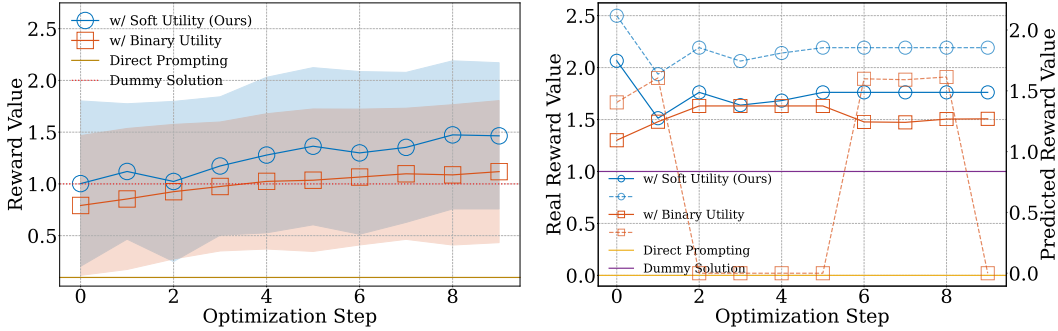 2.5
2.0
1.5
1.0
0.5
Reward Value
w/ Soft Utility (Ours)
w/ Binary Utility
Direct Prompting
Dummy Solution
0 2 4 6 8
Optimization Step
2.5
2.0
1.5
1.0
0.5
0.0
Real Reward Value
w/ Soft Utility (Ours)
w/ Binary Utility
Direct Prompting
Dummy Solution
2.0
1.5
1.0
0.5
0.0
Predicted Reward Value
0 2 4 6 8
Optimization Step